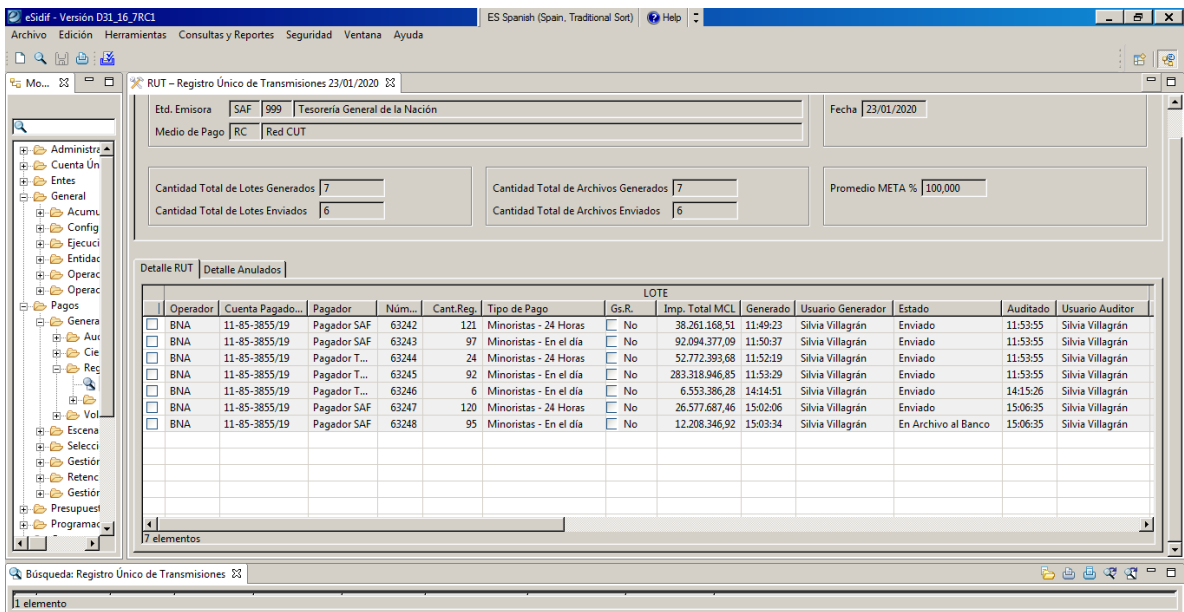 eSidif - Versión D31_16_7RC1
ES Spanish (Spain, Traditional Sort) Help
Archivo Edición Herramientas Consultas y Reportes Seguridad Ventana Ayuda
Mo...
RUT – Registro Único de Transmisiones 23/01/2020
Etd. Emisora SAF 999 Tesorería General de la Nación
Fecha 23/01/2020
Medio de Pago RC Red CUT
Cantidad Total de Lotes Generados 7
Cantidad Total de Archivos Generados 7
Promedio META % 100,000
Cantidad Total de Lotes Enviados 6
Cantidad Total de Archivos Enviados 6
Administra
Cuenta Ún
Entes
General
Acumu
Config
Ejecuci
Entidac
Operac
Operac
Pagos
Genera
Auc
Cie
Reg
Vol
Escena
Selecci
Gestiór
Retenc
Gestiór
Presupuest
Programac
Detalle RUT Detalle Anulados
LOTE
Operador Cuenta Pagado... Pagador Núm... Cant.Reg. Tipo de Pago Gs.R. Imp. Total MCL Generado Usuario Generador Estado Auditado Usuario Auditor
BNA 11-85-3855/19 Pagador SAF 63242 121 Minoristas - 24 Horas No 38.261.168,51 11:49:23 Silvia Villagrán Enviado 11:53:55 Silvia Villagrán
BNA 11-85-3855/19 Pagador SAF 63243 97 Minoristas - En el día No 92.094.377,09 11:50:37 Silvia Villagrán Enviado 11:53:55 Silvia Villagrán
BNA 11-85-3855/19 Pagador T... 63244 24 Minoristas - 24 Horas No 52.772.393,68 11:52:19 Silvia Villagrán Enviado 11:53:55 Silvia Villagrán
BNA 11-85-3855/19 Pagador T... 63245 92 Minoristas - En el día No 283.318.946,85 11:53:29 Silvia Villagrán Enviado 11:53:55 Silvia Villagrán
BNA 11-85-3855/19 Pagador T... 63246 6 Minoristas - En el día No 6.553.386,28 14:14:51 Silvia Villagrán Enviado 14:15:26 Silvia Villagrán
BNA 11-85-3855/19 Pagador SAF 63247 120 Minoristas - 24 Horas No 26.577.687,46 15:02:06 Silvia Villagrán Enviado 15:06:35 Silvia Villagrán
BNA 11-85-3855/19 Pagador SAF 63248 95 Minoristas - En el día No 12.208.346,92 15:03:34 Silvia Villagrán En Archivo al Banco 15:06:35 Silvia Villagrán
7 elementos
Búsqueda: Registro Único de Transmisiones
1 elemento